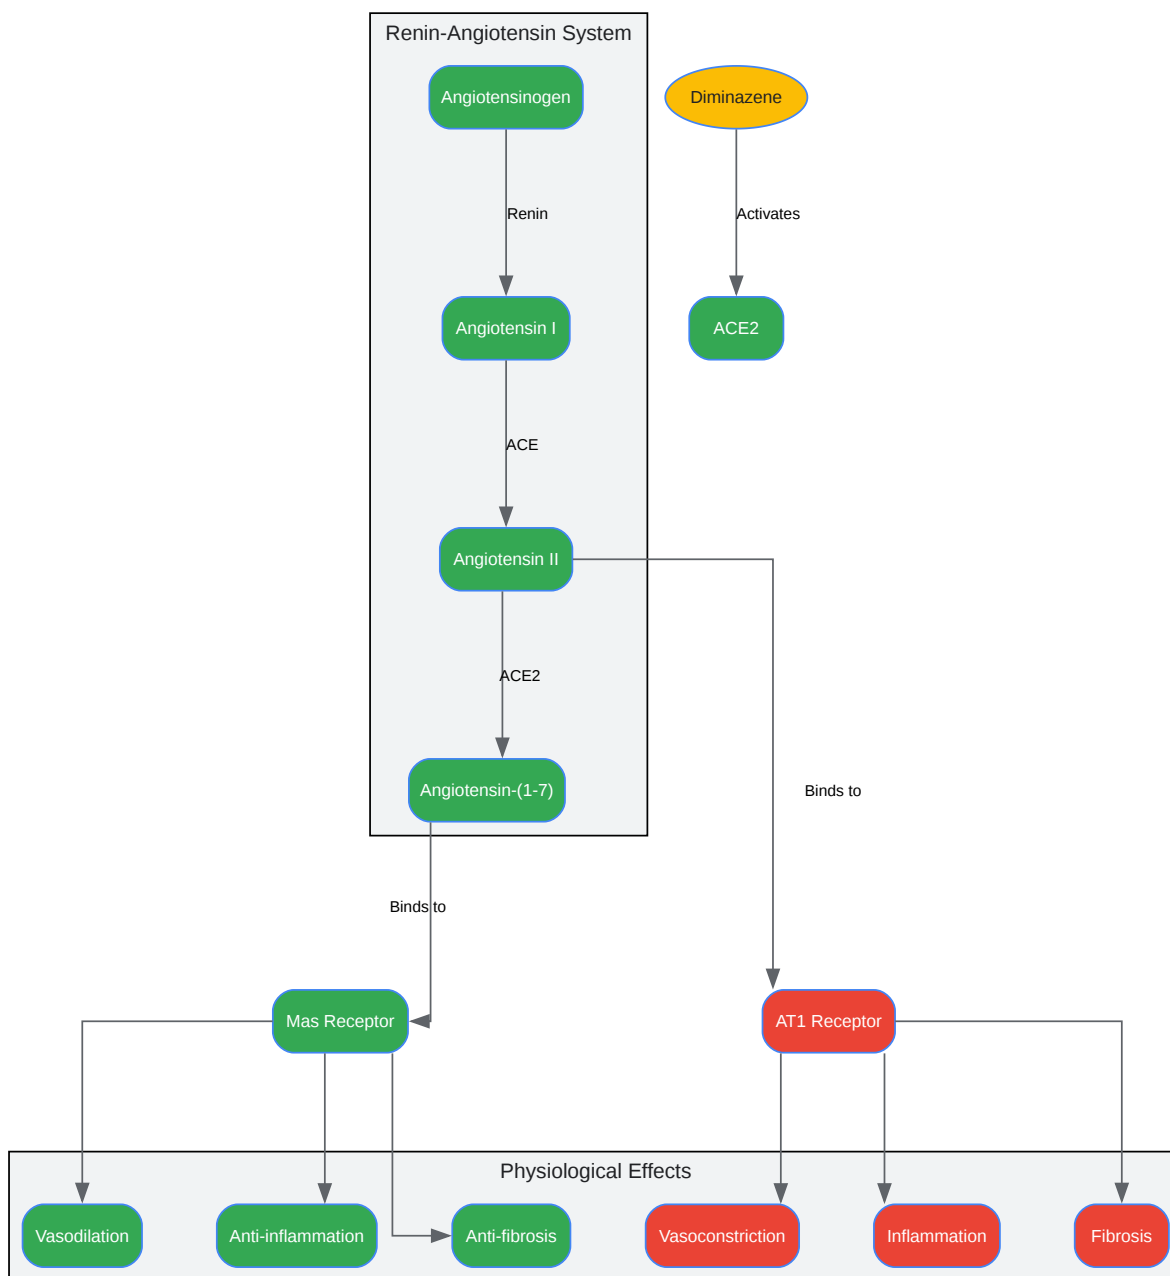 Renin-Angiotensin System
Angiotensinogen
Diminazene
Renin
Activates
Angiotensin I
ACE2
ACE
Angiotensin II
ACE2
Angiotensin-(1-7)
Binds to
Binds to
Mas Receptor
AT1 Receptor
Physiological Effects
Vasodilation
Anti-inflammation
Anti-fibrosis
Vasoconstriction
Inflammation
Fibrosis